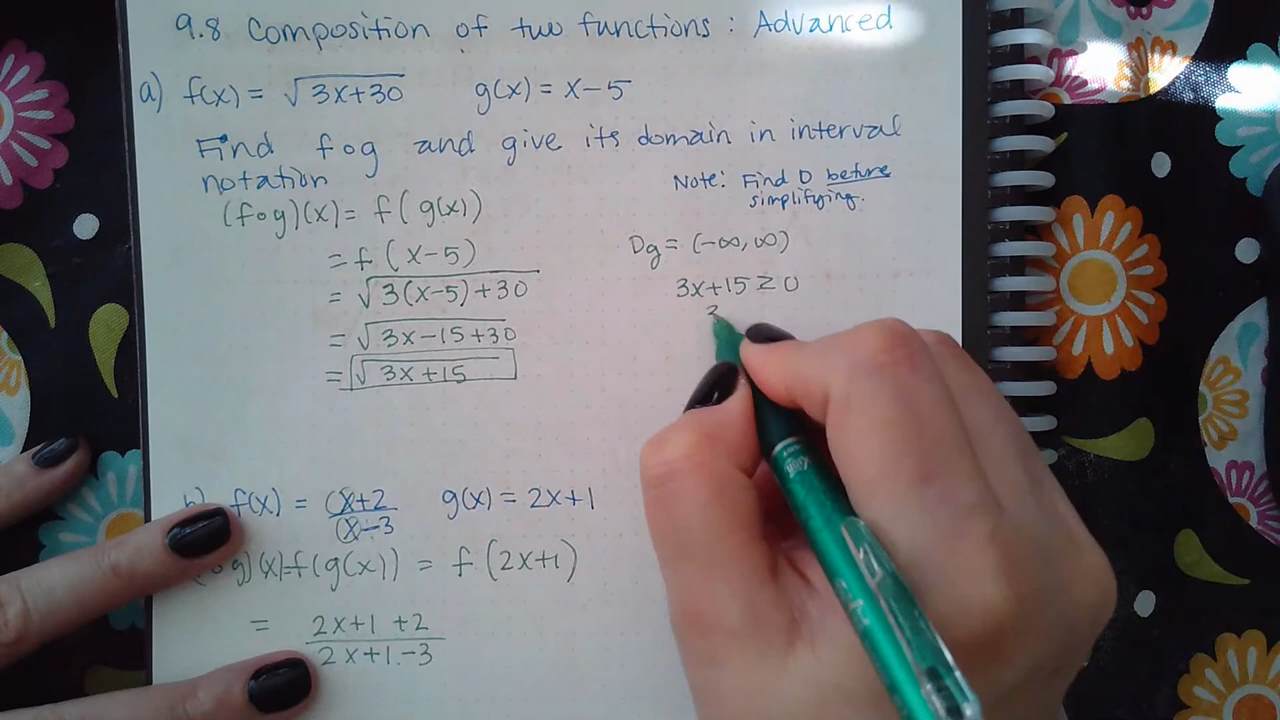 9.8 Composition of two functions: Advanced
a) f(x) = √3x+30 g(x) = x-5
Find fog and give its domain in interval
notation
Note: Find D before
simplifying.
(fog)(x) = f(g(x))
= f(x-5)
= √3(x-5)+30
= √3x-15+30
= √3x+15
Dg = (-∞,∞)
3x+15≥0
f(x) = (x+2
(x-3
g(x) = 2x+1
g)(x)=f(g(x)) = f(2x+1)
= 2x+1+2
2x+1-3